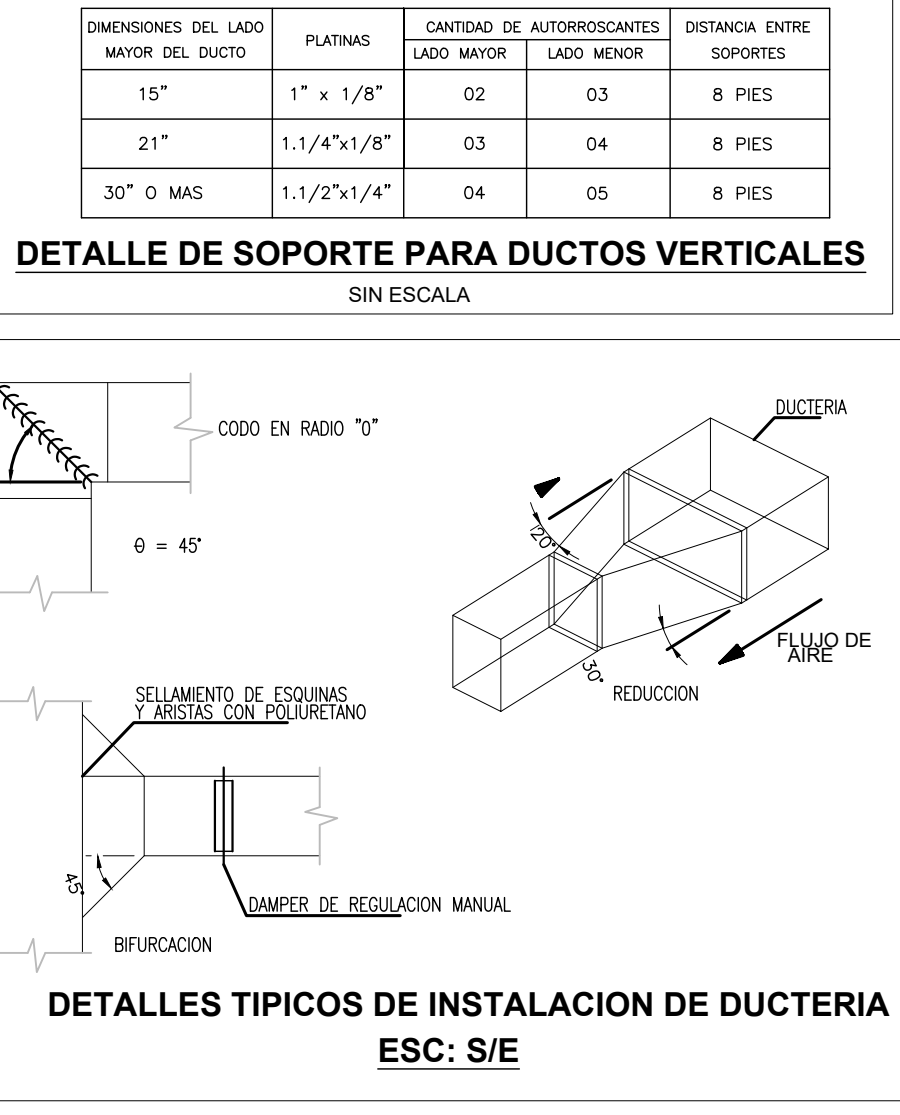 DIMENSIONES DEL LADO
MAYOR DEL DUCTO
PLATINAS
CANTIDAD DE AUTORROSCANTES
LADO MAYOR
LADO MENOR
DISTANCIA ENTRE
SOPORTES
15" 1" x 1/8" 02 03 8 PIES
21" 1.1/4"x1/8" 03 04 8 PIES
30" O MAS 1.1/2"x1/4" 04 05 8 PIES
DETALLE DE SOPORTE PARA DUCTOS VERTICALES
SIN ESCALA
CODO EN RADIO "0"
θ = 45°
DUCTERIA
120°
FLUJO DE
AIRE
30°
REDUCCION
SELLAMIENTO DE ESQUINAS
Y ARISTAS CON POLIURETANO
45°
DAMPER DE REGULACION MANUAL
BIFURCACION
DETALLES TIPICOS DE INSTALACION DE DUCTERIA
ESC: S/E